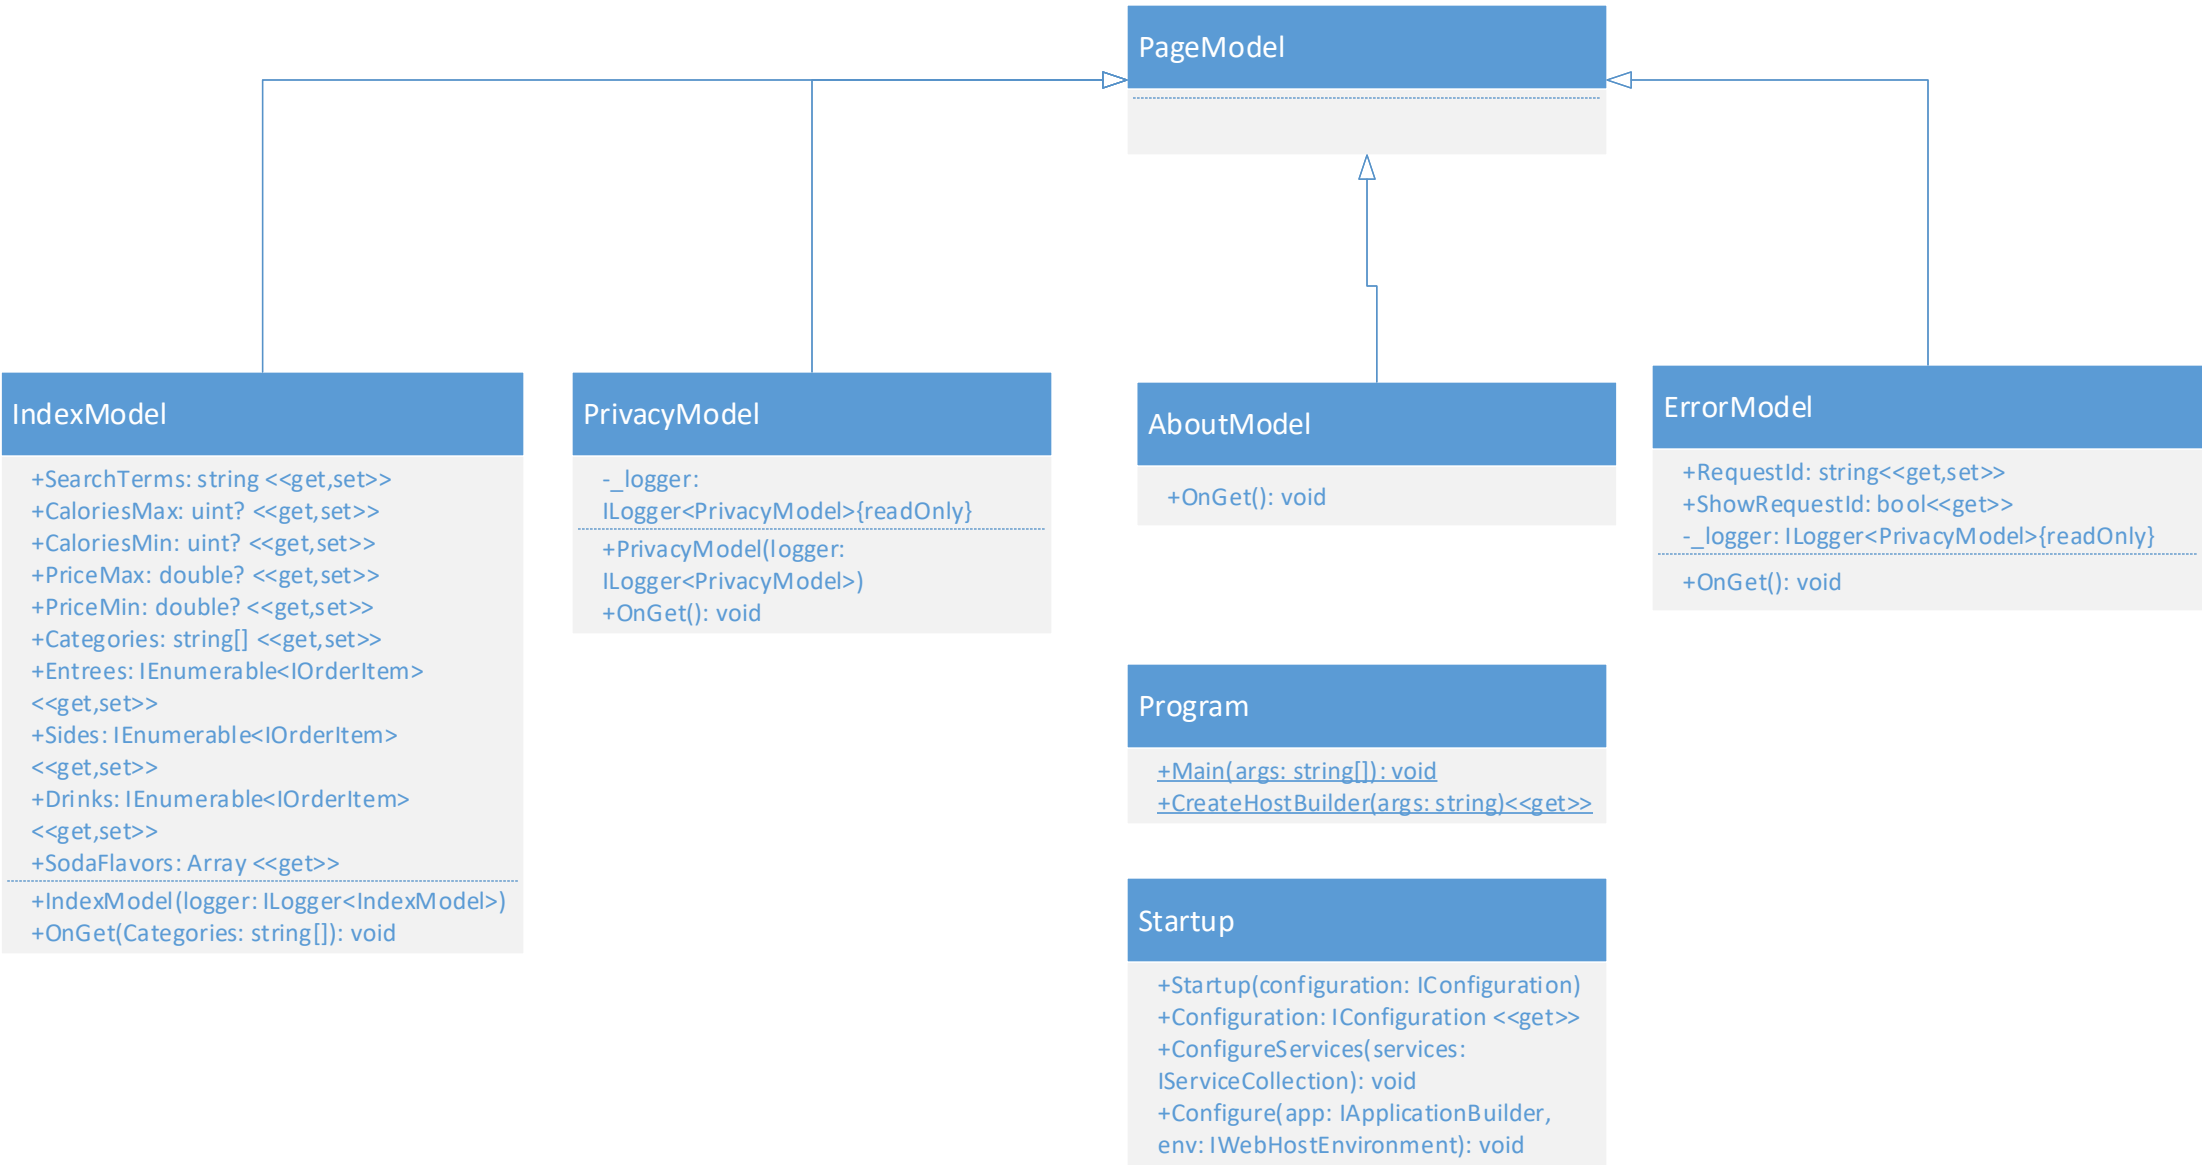 PageModel
IndexModel
+SearchTerms: string <<get,set>>
+CaloriesMax: uint? <<get,set>>
+CaloriesMin: uint? <<get,set>>
+PriceMax: double? <<get,set>>
+PriceMin: double? <<get,set>>
+Categories: string[] <<get,set>>
+Entrees: IEnumerable<IOrderItem>
<<get,set>>
+Sides: IEnumerable<IOrderItem>
<<get,set>>
+Drinks: IEnumerable<IOrderItem>
<<get,set>>
+SodaFlavors: Array <<get>>
+IndexModel(logger: ILogger<IndexModel>)
+OnGet(Categories: string[]): void
PrivacyModel
-_logger:
ILogger<PrivacyModel>{readOnly}
+PrivacyModel(logger:
ILogger<PrivacyModel>)
+OnGet(): void
AboutModel
+OnGet(): void
ErrorModel
+RequestId: string<<get,set>>
+ShowRequestId: bool<<get>>
-_logger: ILogger<PrivacyModel>{readOnly}
+OnGet(): void
Program
+Main(args: string[]): void
+CreateHostBuilder(args: string)<<get>>
Startup
+Startup(configuration: IConfiguration)
+Configuration: IConfiguration <<get>>
+ConfigureServices(services:
IServiceCollection): void
+Configure(app: IApplicationBuilder,
env: IWebHostEnvironment): void